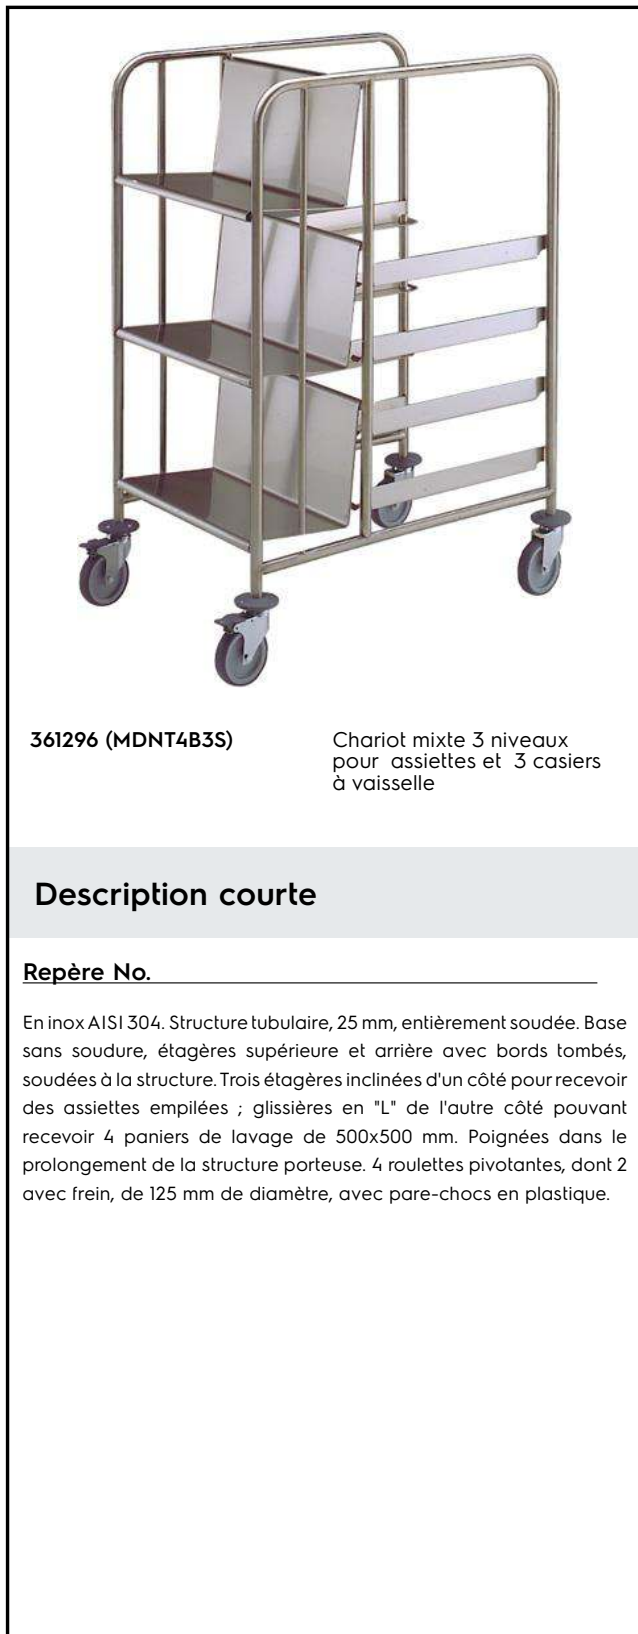 361296 (MDNT4B3S)
Chariot mixte 3 niveaux
pour assiettes et 3 casiers
à vaisselle
Description courte
Repère No.
En inox AISI 304. Structure tubulaire, 25 mm, entièrement soudée. Base
sans soudure, étagères supérieure et arrière avec bords tombés,
soudées à la structure. Trois étagères inclinées d'un côté pour recevoir
des assiettes empilées ; glissières en "L" de l'autre côté pouvant
recevoir 4 paniers de lavage de 500x500 mm. Poignées dans le
prolongement de la structure porteuse. 4 roulettes pivotantes, dont 2
avec frein, de 125 mm de diamètre, avec pare-chocs en plastique.